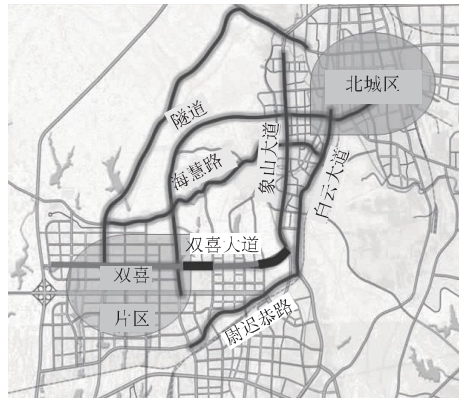 北城区
隧道
海慧路
象山大道
白云大道
双喜大道
双喜
片区
尉迟恭路